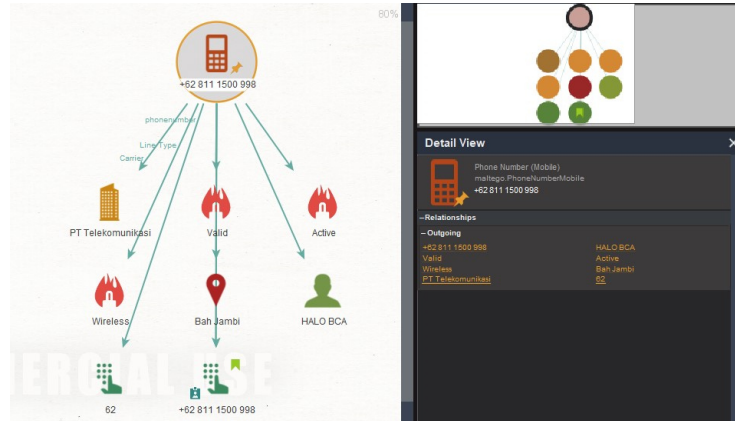 80%
+62 811 1500 998
phonenumber
Line Type
Carrier
PT Telekomunikasi
Valid
Active
Wireless
Bah Jambi
HALO BCA
ERCIAL USE
62
+62 811 1500 998
Detail View
Phone Number (Mobile)
maltego.PhoneNumberMobile
+62 811 1500 998
Relationships
Outgoing
+62 811 1500 998 HALO BCA
Valid Active
Wireless Bah Jambi
PT Telekomunikasi 62